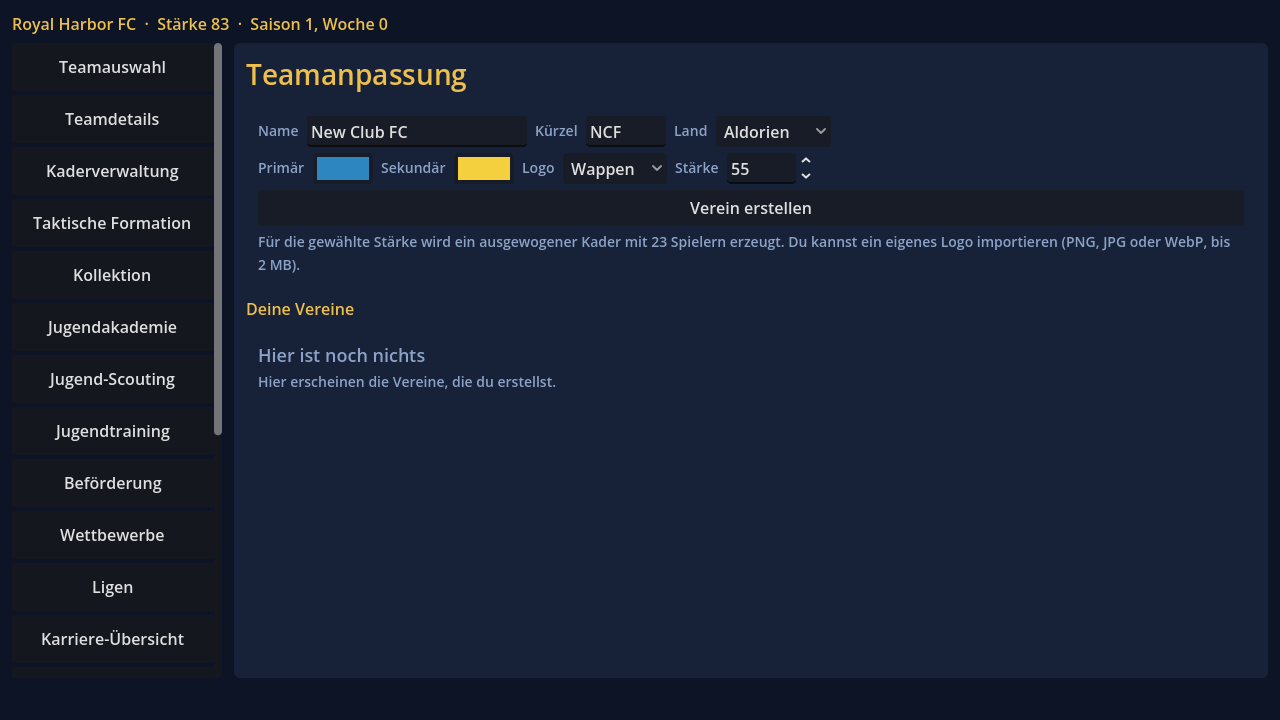 Royal Harbor FC · Stärke 83 · Saison 1, Woche 0
Teamauswahl
Teamdetails
Kaderverwaltung
Taktische Formation
Kollektion
Jugendakademie
Jugend-Scouting
Jugendtraining
Beförderung
Wettbewerbe
Ligen
Karriere-Übersicht
Teamanpassung
Name New Club FC Kürzel NCF Land Aldorien
Primär Sekundär Logo Wappen Stärke 55
Verein erstellen
Für die gewählte Stärke wird ein ausgewogener Kader mit 23 Spielern erzeugt. Du kannst ein eigenes Logo importieren (PNG, JPG oder WebP, bis
2 MB).
Deine Vereine
Hier ist noch nichts
Hier erscheinen die Vereine, die du erstellst.